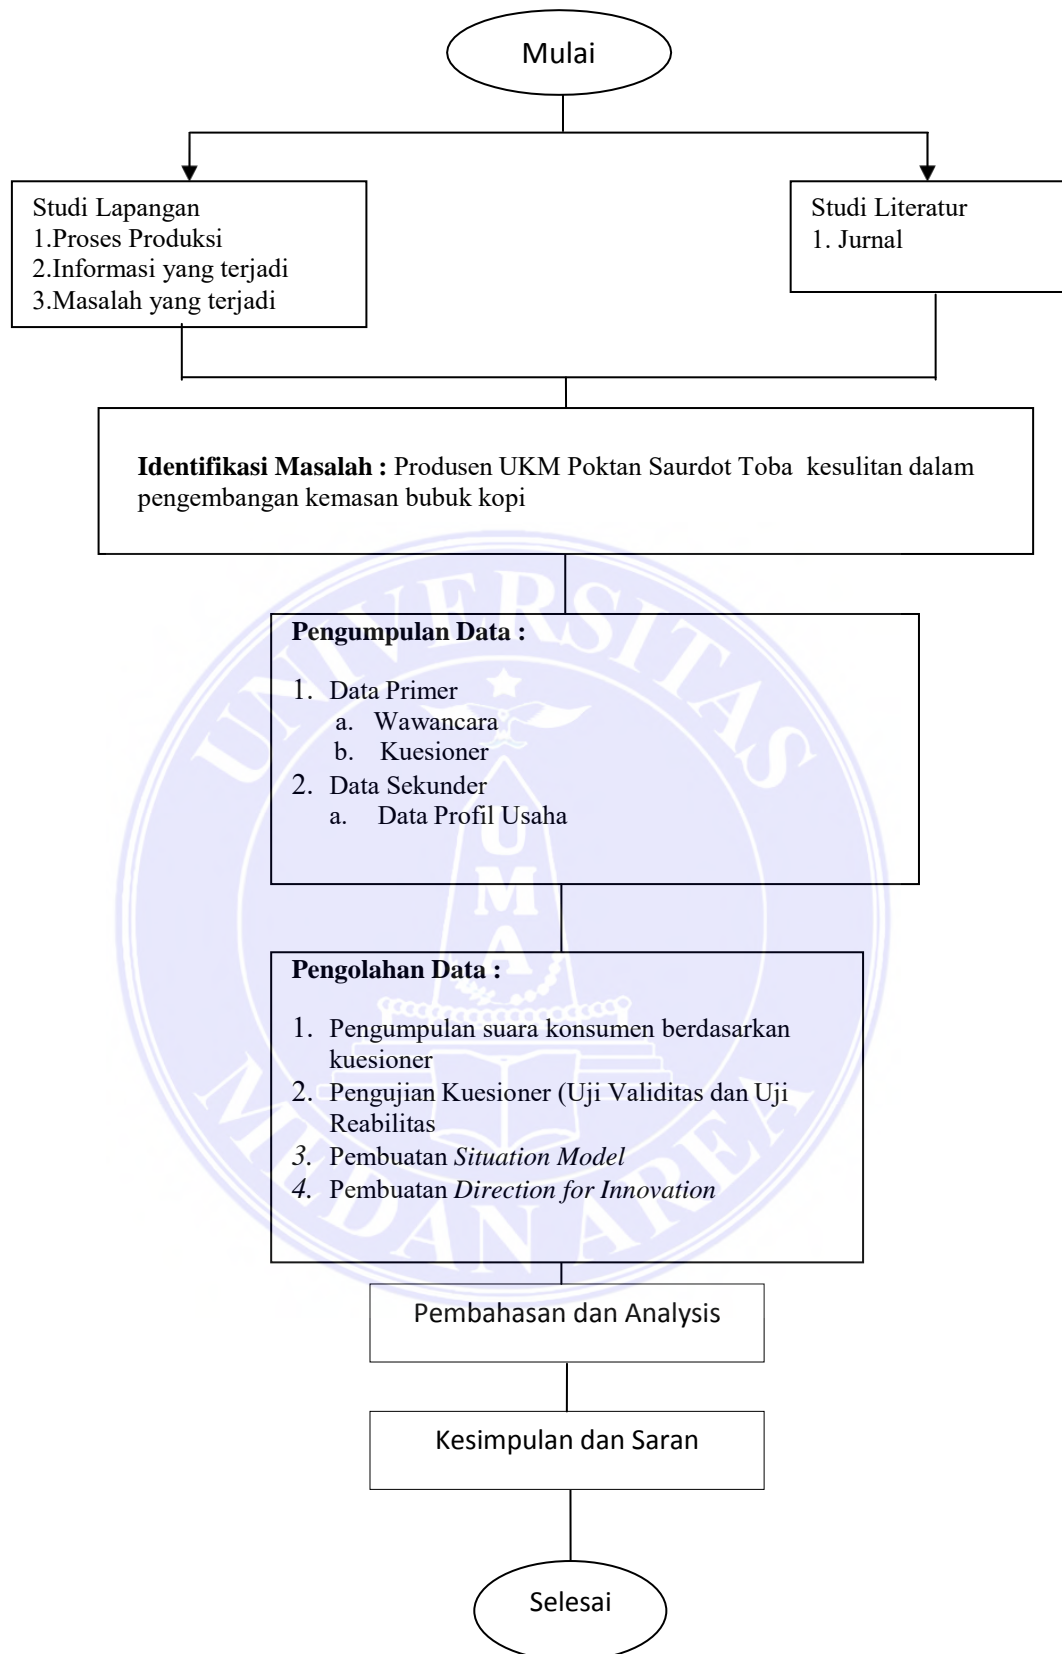 Mulai
Studi Lapangan
1.Proses Produksi
2.Informasi yang terjadi
3.Masalah yang terjadi
Studi Literatur
1. Jurnal
Identifikasi Masalah : Produsen UKM Poktan Saurdot Toba kesulitan dalam
pengembangan kemasan bubuk kopi
Pengumpulan Data :
1. Data Primer
a. Wawancara
b. Kuesioner
2. Data Sekunder
a. Data Profil Usaha
Pengolahan Data :
1. Pengumpulan suara konsumen berdasarkan
kuesioner
2. Pengujian Kuesioner (Uji Validitas dan Uji
Reabilitas
3. Pembuatan Situation Model
4. Pembuatan Direction for Innovation
Pembahasan dan Analysis
Kesimpulan dan Saran
Selesai
UNIVERSITAS
UMA
MEDAN AREA